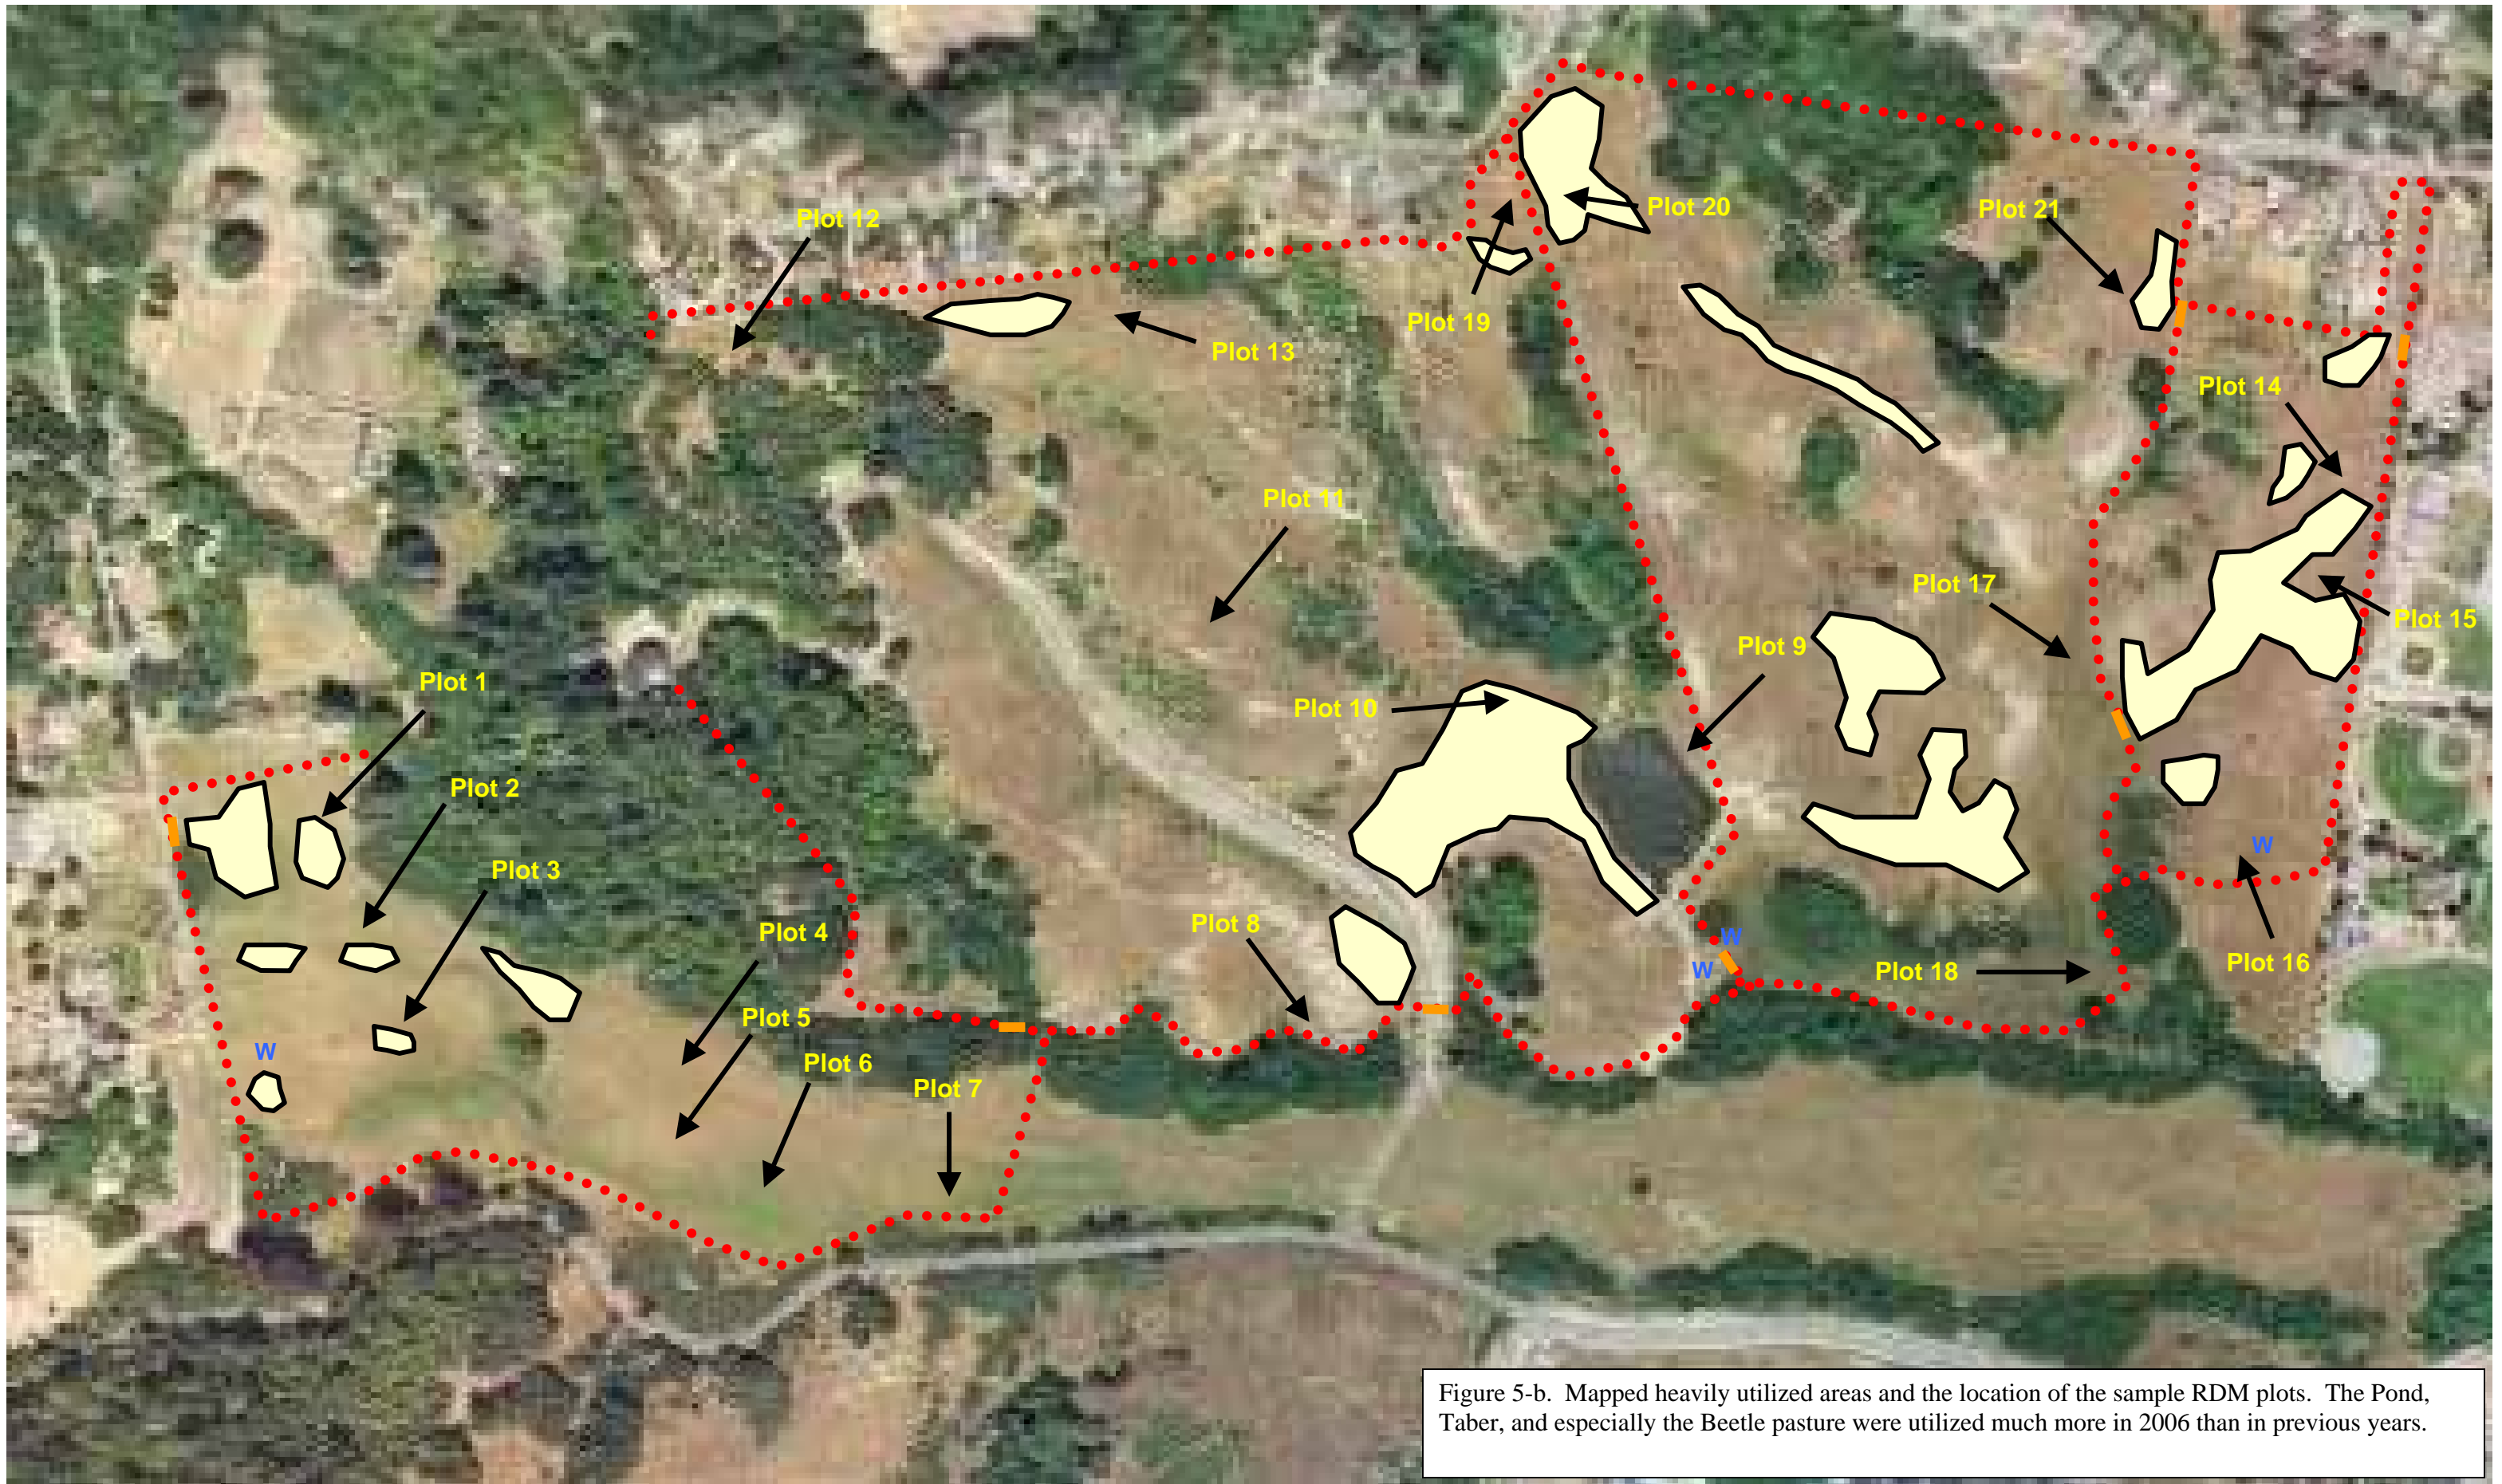 Plot 12
Plot 20
Plot 21
Plot 19
Plot 13
Plot 14
Plot 11
Plot 17
Plot 15
Plot 9
Plot 1
Plot 10
Plot 2
W
Plot 3
Plot 8
Plot 4
W
Plot 16
W
Plot 18
Plot 5
W
Plot 6
Plot 7
Figure 5-b. Mapped heavily utilized areas and the location of the sample RDM plots. The Pond,
Taber, and especially the Beetle pasture were utilized much more in 2006 than in previous years.